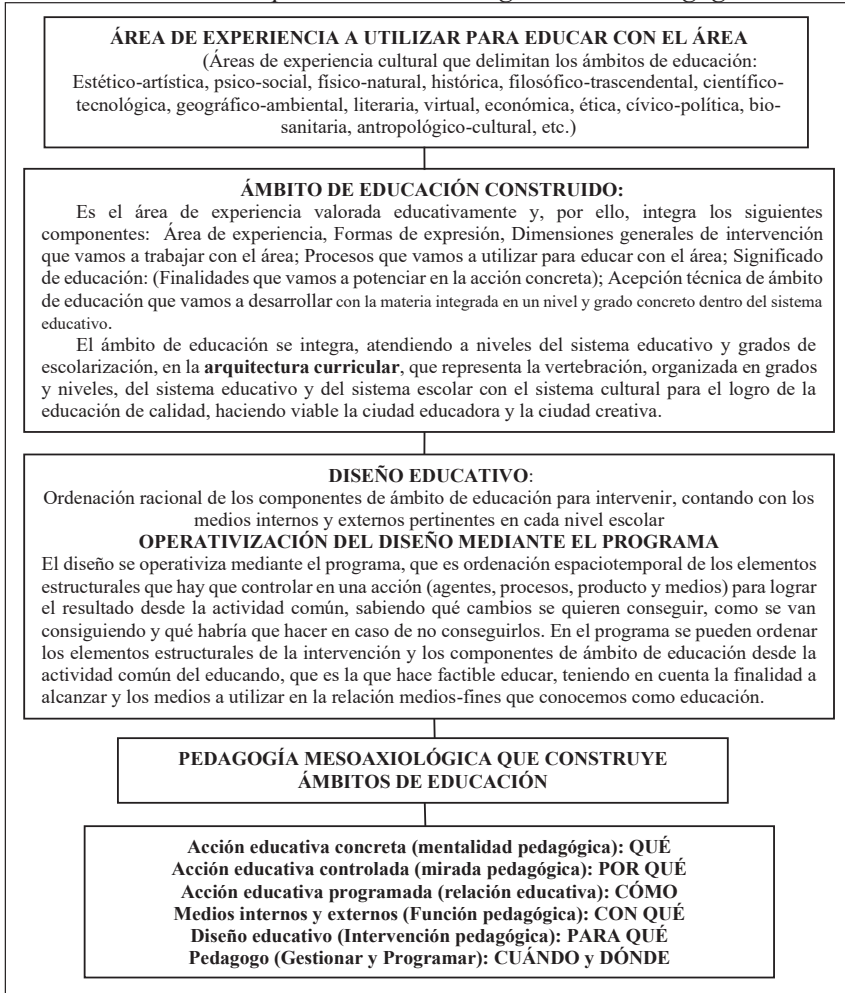 ÁREA DE EXPERIENCIA A UTILIZAR PARA EDUCAR CON EL ÁREA
(Áreas de experiencia cultural que delimitan los ámbitos de educación:
Estético-artística, psico-social, físico-natural, histórica, filosófico-trascendental, científico-
tecnológica, geográfico-ambiental, literaria, virtual, económica, ética, cívico-política, bio-
sanitaria, antropológico-cultural, etc.)
ÁMBITO DE EDUCACIÓN CONSTRUIDO:
Es el área de experiencia valorada educativamente y, por ello, integra los siguientes
componentes: Área de experiencia, Formas de expresión, Dimensiones generales de intervención
que vamos a trabajar con el área; Procesos que vamos a utilizar para educar con el área; Significado
de educación: (Finalidades que vamos a potenciar en la acción concreta); Acepción técnica de ámbito
de educación que vamos a desarrollar con la materia integrada en un nivel y grado concreto dentro del sistema
educativo.
El ámbito de educación se integra, atendiendo a niveles del sistema educativo y grados de
escolarización, en la arquitectura curricular, que representa la vertebración, organizada en grados
y niveles, del sistema educativo y del sistema escolar con el sistema cultural para el logro de la
educación de calidad, haciendo viable la ciudad educadora y la ciudad creativa.
DISEÑO EDUCATIVO:
Ordenación racional de los componentes de ámbito de educación para intervenir, contando con los
medios internos y externos pertinentes en cada nivel escolar
OPERATIVIZACIÓN DEL DISEÑO MEDIANTE EL PROGRAMA
El diseño se operativiza mediante el programa, que es ordenación espaciotemporal de los elementos
estructurales que hay que controlar en una acción (agentes, procesos, producto y medios) para lograr
el resultado desde la actividad común, sabiendo qué cambios se quieren conseguir, como se van
consiguiendo y qué habría que hacer en caso de no conseguirlos. En el programa se pueden ordenar
los elementos estructurales de la intervención y los componentes de ámbito de educación desde la
actividad común del educando, que es la que hace factible educar, teniendo en cuenta la finalidad a
alcanzar y los medios a utilizar en la relación medios-fines que conocemos como educación.
PEDAGOGÍA MESOAXIOLÓGICA QUE CONSTRUYE
ÁMBITOS DE EDUCACIÓN
Acción educativa concreta (mentalidad pedagógica): QUÉ
Acción educativa controlada (mirada pedagógica): POR QUÉ
Acción educativa programada (relación educativa): CÓMO
Medios internos y externos (Función pedagógica): CON QUÉ
Diseño educativo (Intervención pedagógica): PARA QUÉ
Pedagogo (Gestionar y Programar): CUÁNDO y DÓNDE